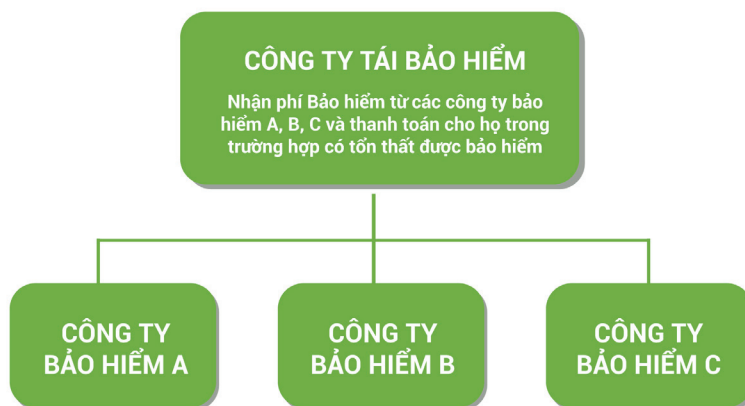 CÔNG TY TÁI BẢO HIỂM
Nhận phí Bảo hiểm từ các công ty bảo
hiểm A, B, C và thanh toán cho họ trong
trường hợp có tổn thất được bảo hiểm
CÔNG TY
BẢO HIỂM A
CÔNG TY
BẢO HIỂM B
CÔNG TY
BẢO HIỂM C